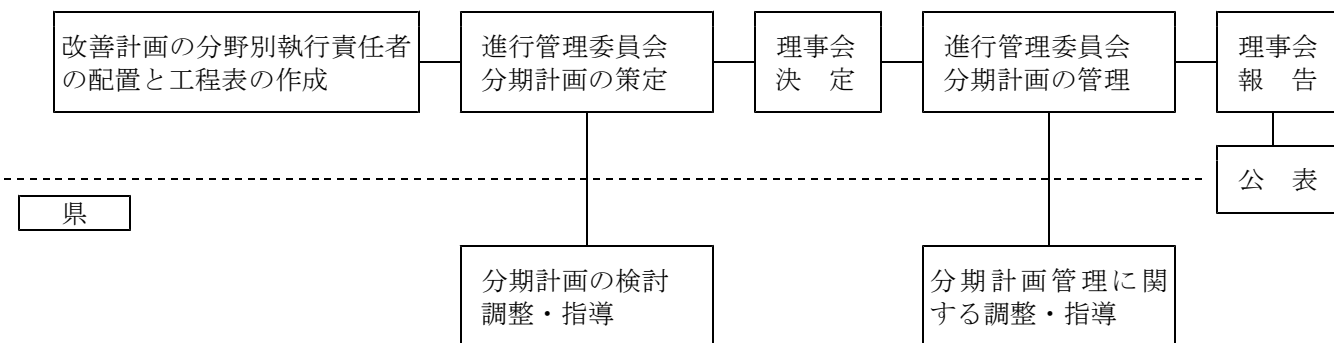 改善計画の分野別執行責任者
の配置と工程表の作成
進行管理委員会
分期計画の策定
理事会
決　定
進行管理委員会
分期計画の管理
理事会
報　告
公　表
県
分期計画の検討
調整・指導
分期計画管理に関
する調整・指導